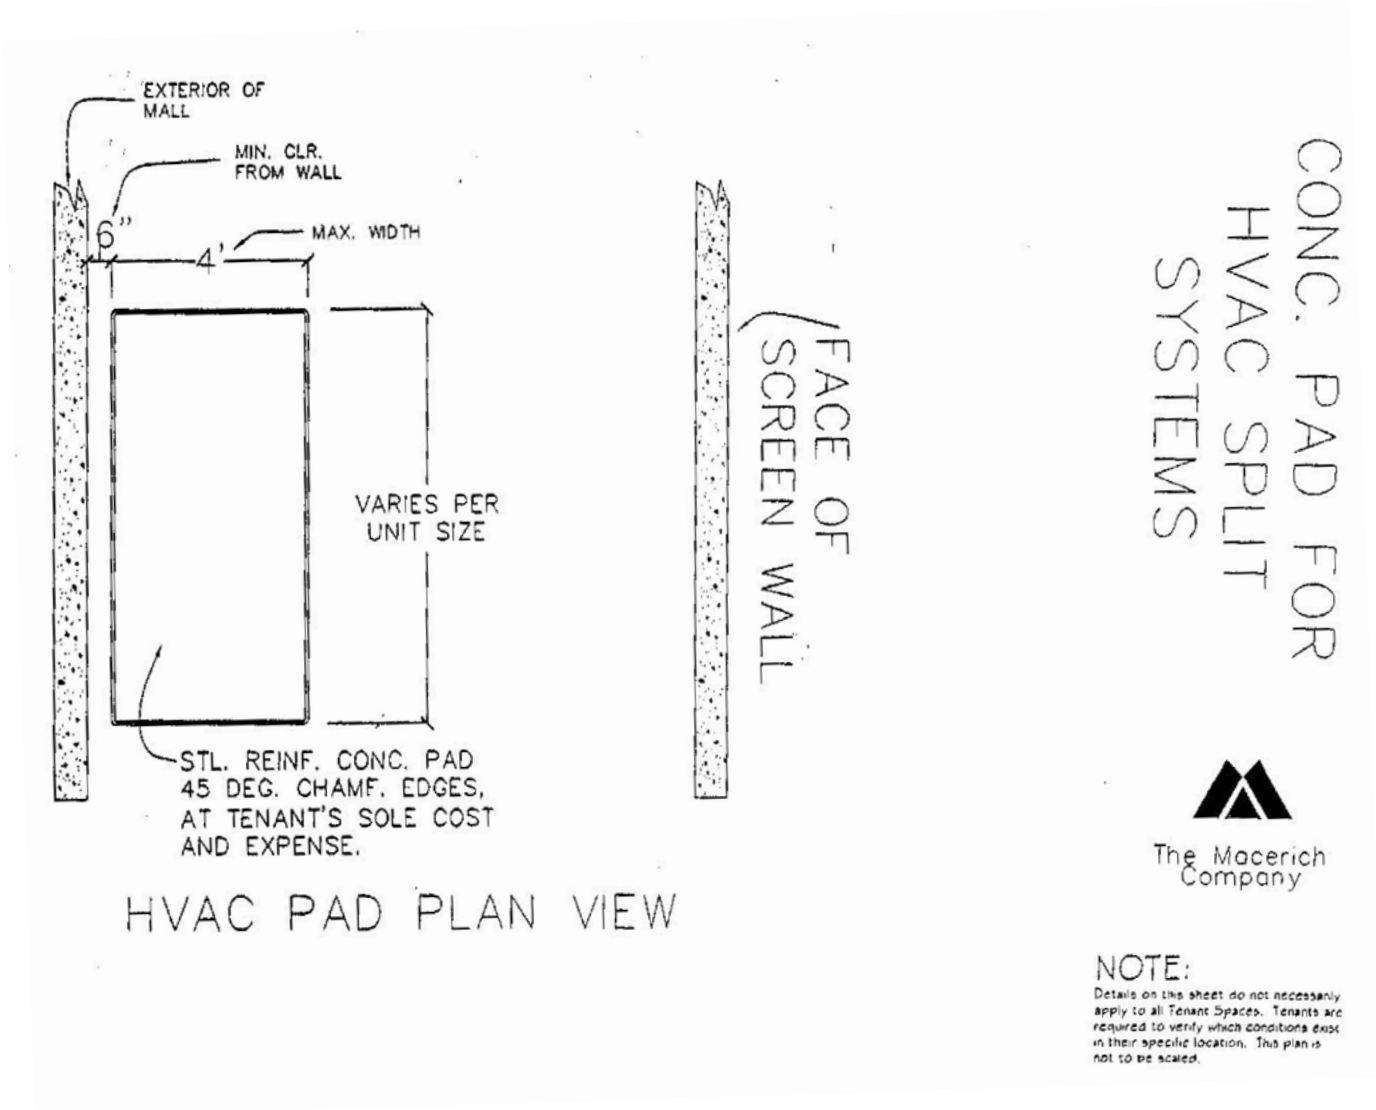 EXTERIOR OF
MALL
MIN. CLR.
FROM WALL
6"
4'
MAX. WIDTH
VARIES PER
UNIT SIZE
STL. REINF. CONC. PAD
45 DEG. CHAMF. EDGES,
AT TENANT'S SOLE COST
AND EXPENSE.
HVAC PAD PLAN VIEW
FACE OF
SCREEN WALL
CONC. PAD FOR
HVAC SPLIT
SYSTEMS
The Macerich
Company
NOTE:
Details on this sheet do not necessarily
apply to all Tenant Spaces. Tenants are
required to verify which conditions exist
in their specific location. This plan is
not to be scaled.